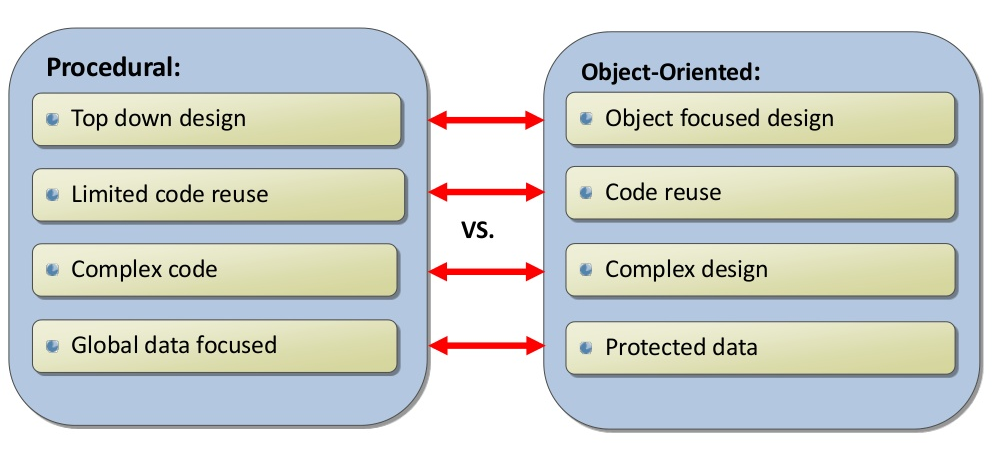 Procedural:
Top down design
Limited code reuse
Complex code
Global data focused
VS.
Object-Oriented:
Object focused design
Code reuse
Complex design
Protected data